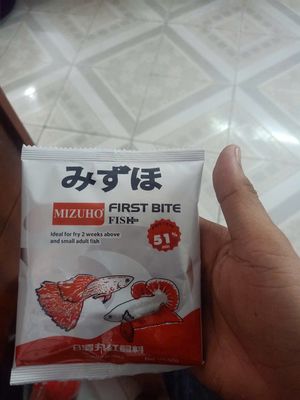 みずほ
MIZUHO
FIRST BITE
FISH
Ideal for fry 2 weeks above
and small adult fish
51%